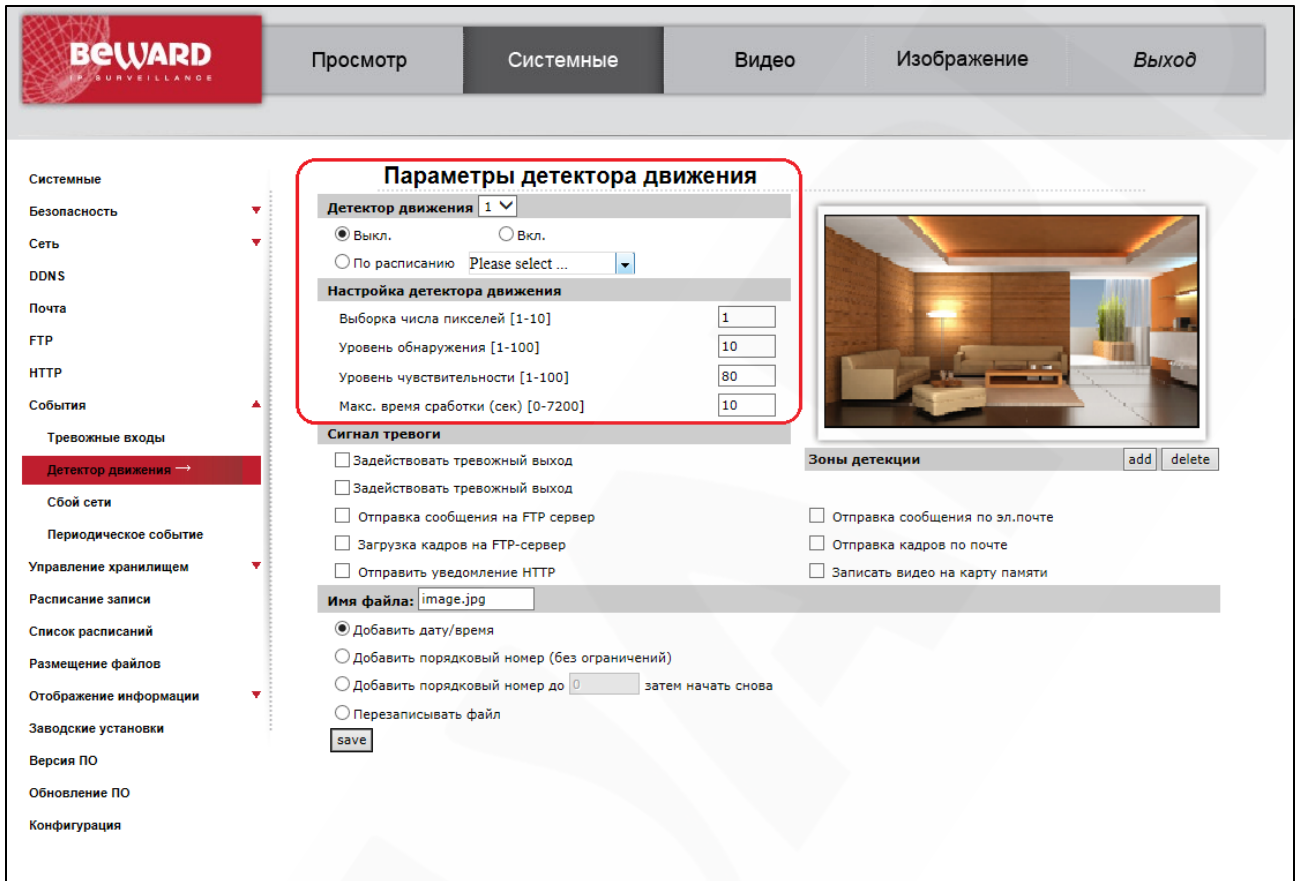 BEWARD
IP SURVEILLANCE
Просмотр
Системные
Видео
Изображение
Выход
Системные
Безопасность
Сеть
DDNS
Почта
FTP
HTTP
События
Тревожные входы
Детектор движения →
Сбой сети
Периодическое событие
Управление хранилищем
Расписание записи
Список расписаний
Размещение файлов
Отображение информации
Заводские установки
Версия ПО
Обновление ПО
Конфигурация
Параметры детектора движения
Детектор движения 1
Выкл. Вкл.
По расписанию Please select ...
Настройка детектора движения
Выборка числа пикселей [1-10] 1
Уровень обнаружения [1-100] 10
Уровень чувствительности [1-100] 80
Макс. время сработки (сек) [0-7200] 10
Сигнал тревоги
Зоны детекции add delete
Задействовать тревожный выход
Задействовать тревожный выход
Отправка сообщения на FTP сервер Отправка сообщения по эл.почте
Загрузка кадров на FTP-сервер Отправка кадров по почте
Отправить уведомление HTTP Записать видео на карту памяти
Имя файла: image.jpg
Добавить дату/время
Добавить порядковый номер (без ограничений)
Добавить порядковый номер до 0 затем начать снова
Перезаписывать файл
save